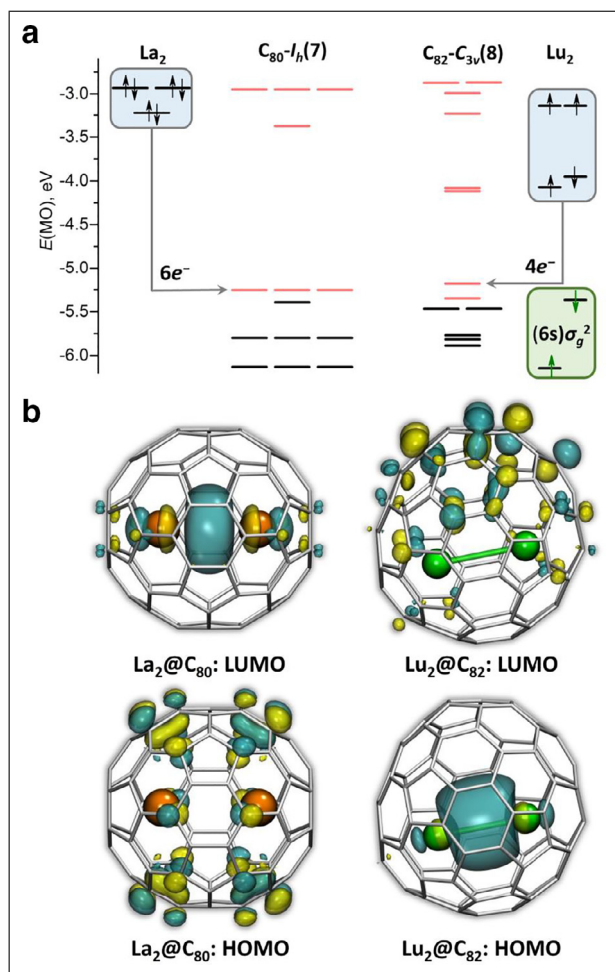 a
La2
C80-Ih(7)
C82-C3v(8)
Lu2
E(MO), eV
-3.0
-3.5
-4.0
-4.5
-5.0
-5.5
-6.0
6e−
4e−
(6s)σg2
b
La2@C80: LUMO
Lu2@C82: LUMO
La2@C80: HOMO
Lu2@C82: HOMO